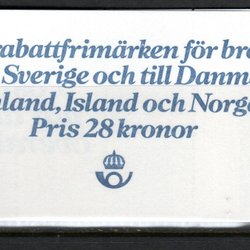 rabattfrimärken för bre
Sverige och till Danm
land, Island och Norge
Pris 28 kronor